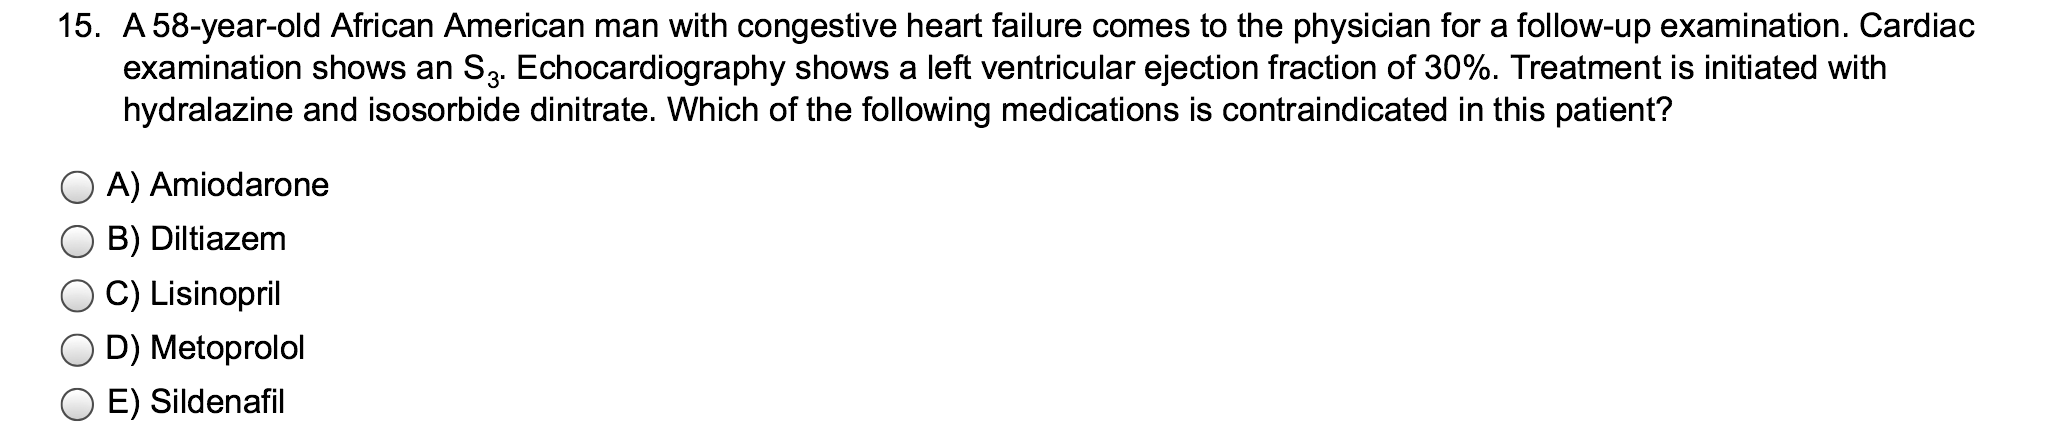 15. A 58-year-old African American man with congestive heart failure comes to the physician for a follow-up examination. Cardiac
examination shows an S₃. Echocardiography shows a left ventricular ejection fraction of 30%. Treatment is initiated with
hydralazine and isosorbide dinitrate. Which of the following medications is contraindicated in this patient?
A) Amiodarone
B) Diltiazem
C) Lisinopril
D) Metoprolol
E) Sildenafil